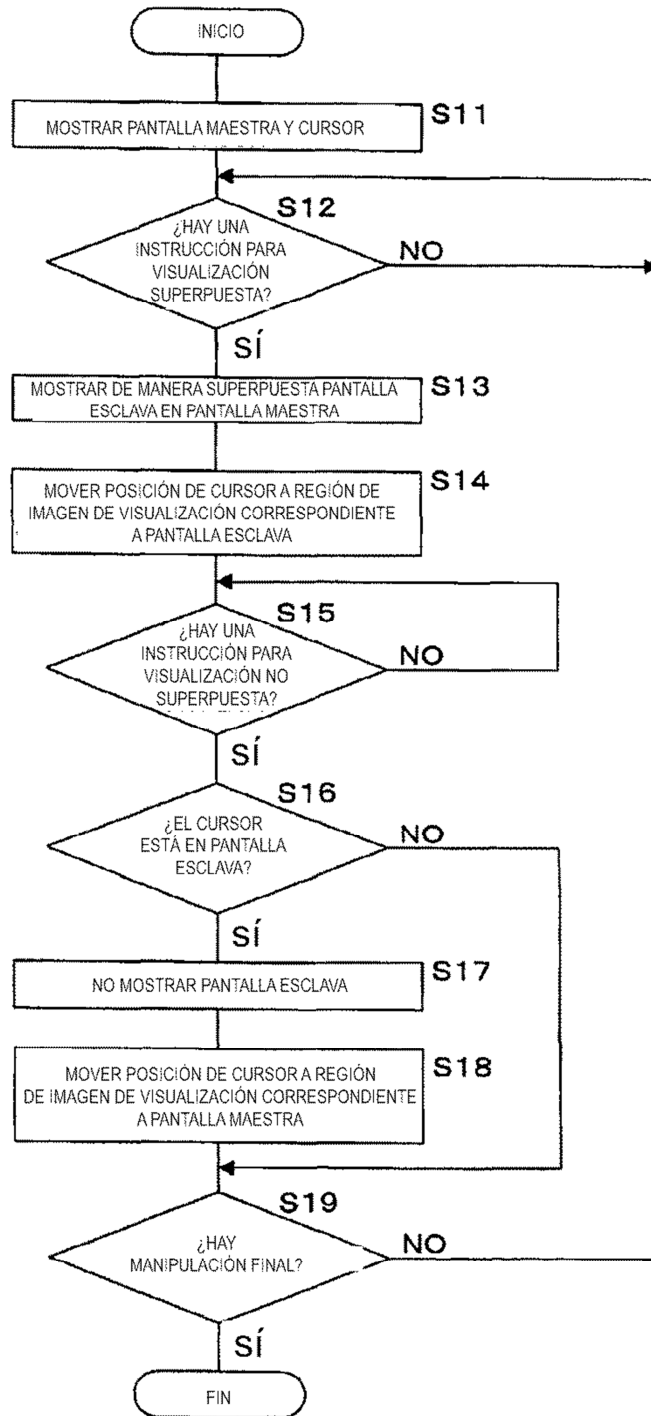 INICIO
MOSTRAR PANTALLA MAESTRA Y CURSOR
S11
S12
¿HAY UNA
INSTRUCCIÓN PARA
VISUALIZACIÓN
SUPERPUESTA?
NO
SÍ
MOSTRAR DE MANERA SUPERPUESTA PANTALLA
ESCLAVA EN PANTALLA MAESTRA
S13
MOVER POSICIÓN DE CURSOR A REGIÓN DE
IMAGEN DE VISUALIZACIÓN CORRESPONDIENTE
A PANTALLA ESCLAVA
S14
S15
¿HAY UNA
INSTRUCCIÓN PARA
VISUALIZACIÓN NO
SUPERPUESTA?
NO
SÍ
S16
¿EL CURSOR
ESTÁ EN PANTALLA
ESCLAVA?
NO
SÍ
NO MOSTRAR PANTALLA ESCLAVA
S17
MOVER POSICIÓN DE CURSOR A REGIÓN
DE IMAGEN DE VISUALIZACIÓN CORRESPONDIENTE
A PANTALLA MAESTRA
S18
S19
¿HAY
MANIPULACIÓN FINAL?
NO
SÍ
FIN